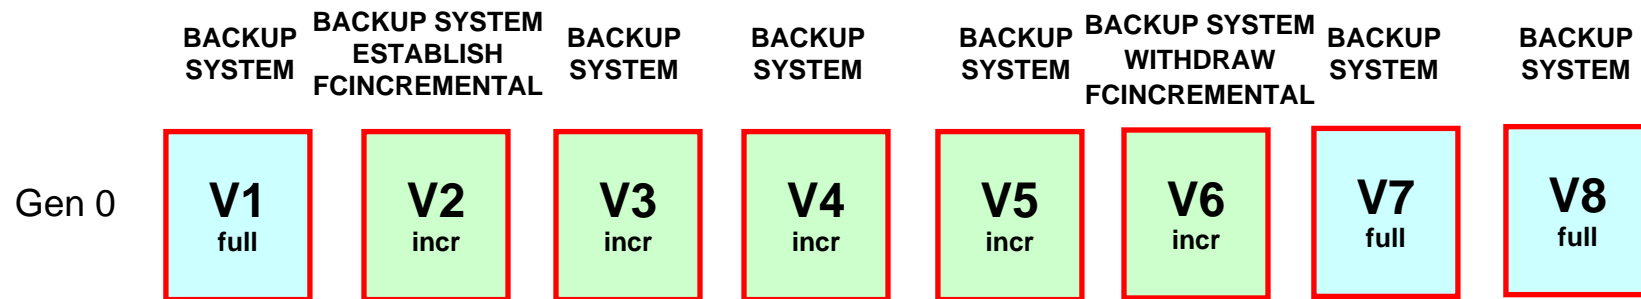 BACKUP
SYSTEM
BACKUP SYSTEM
ESTABLISH
FCINCREMENTAL
BACKUP
SYSTEM
BACKUP
SYSTEM
BACKUP
SYSTEM
BACKUP SYSTEM
WITHDRAW
FCINCREMENTAL
BACKUP
SYSTEM
BACKUP
SYSTEM
Gen 0
V1
full
V2
incr
V3
incr
V4
incr
V5
incr
V6
incr
V7
full
V8
full